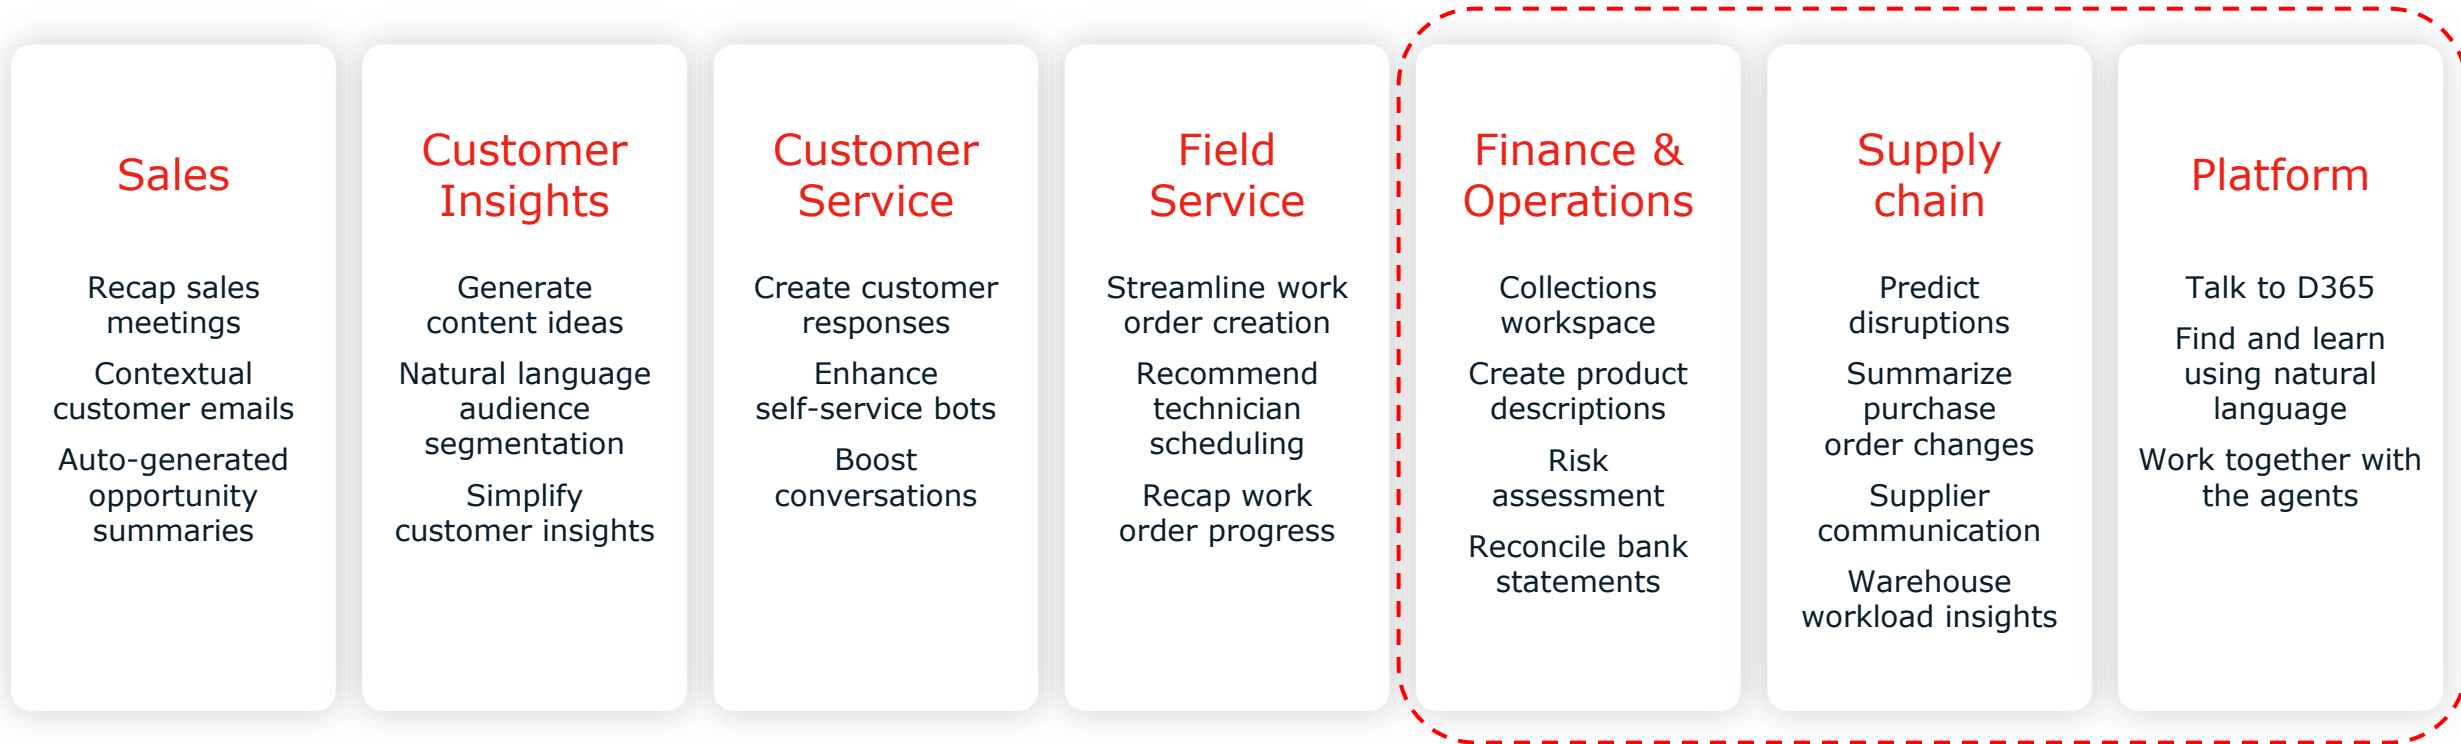 Sales
Recap sales
meetings
Contextual
customer emails
Auto-generated
opportunity
summaries
Customer
Insights
Generate
content ideas
Natural language
audience
segmentation
Simplify
customer insights
Customer
Service
Create customer
responses
Enhance
self-service bots
Boost
conversations
Field
Service
Streamline work
order creation
Recommend
technician
scheduling
Recap work
order progress
Finance &
Operations
Collections
workspace
Create product
descriptions
Risk
assessment
Reconcile bank
statements
Supply
chain
Predict
disruptions
Summarize
purchase
order changes
Supplier
communication
Warehouse
workload insights
Platform
Talk to D365
Find and learn
using natural
language
Work together with
the agents